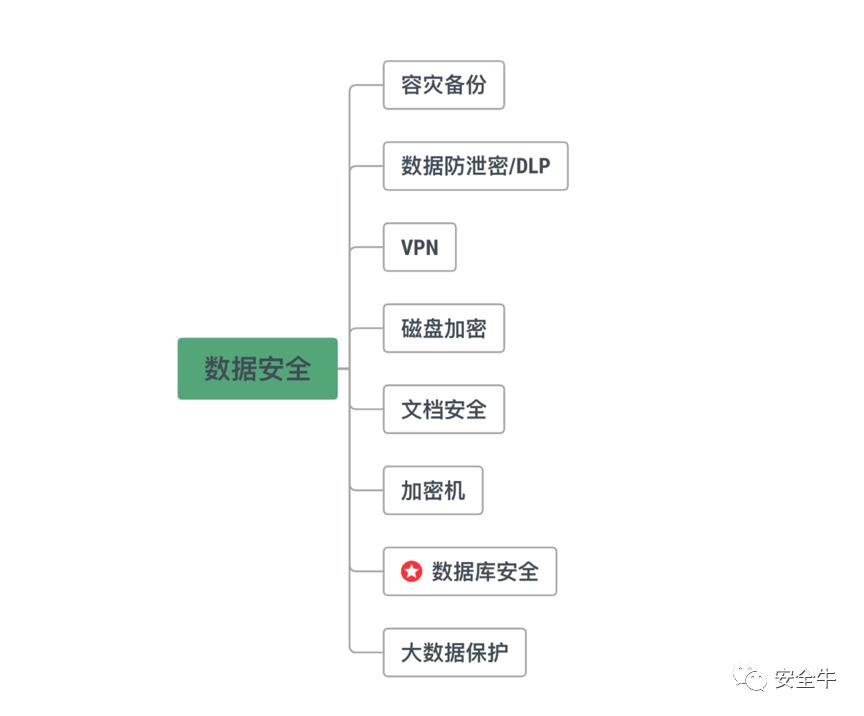 容灾备份
数据防泄密/DLP
VPN
磁盘加密
数据安全
文档安全
加密机
数据库安全
大数据保护
安全牛